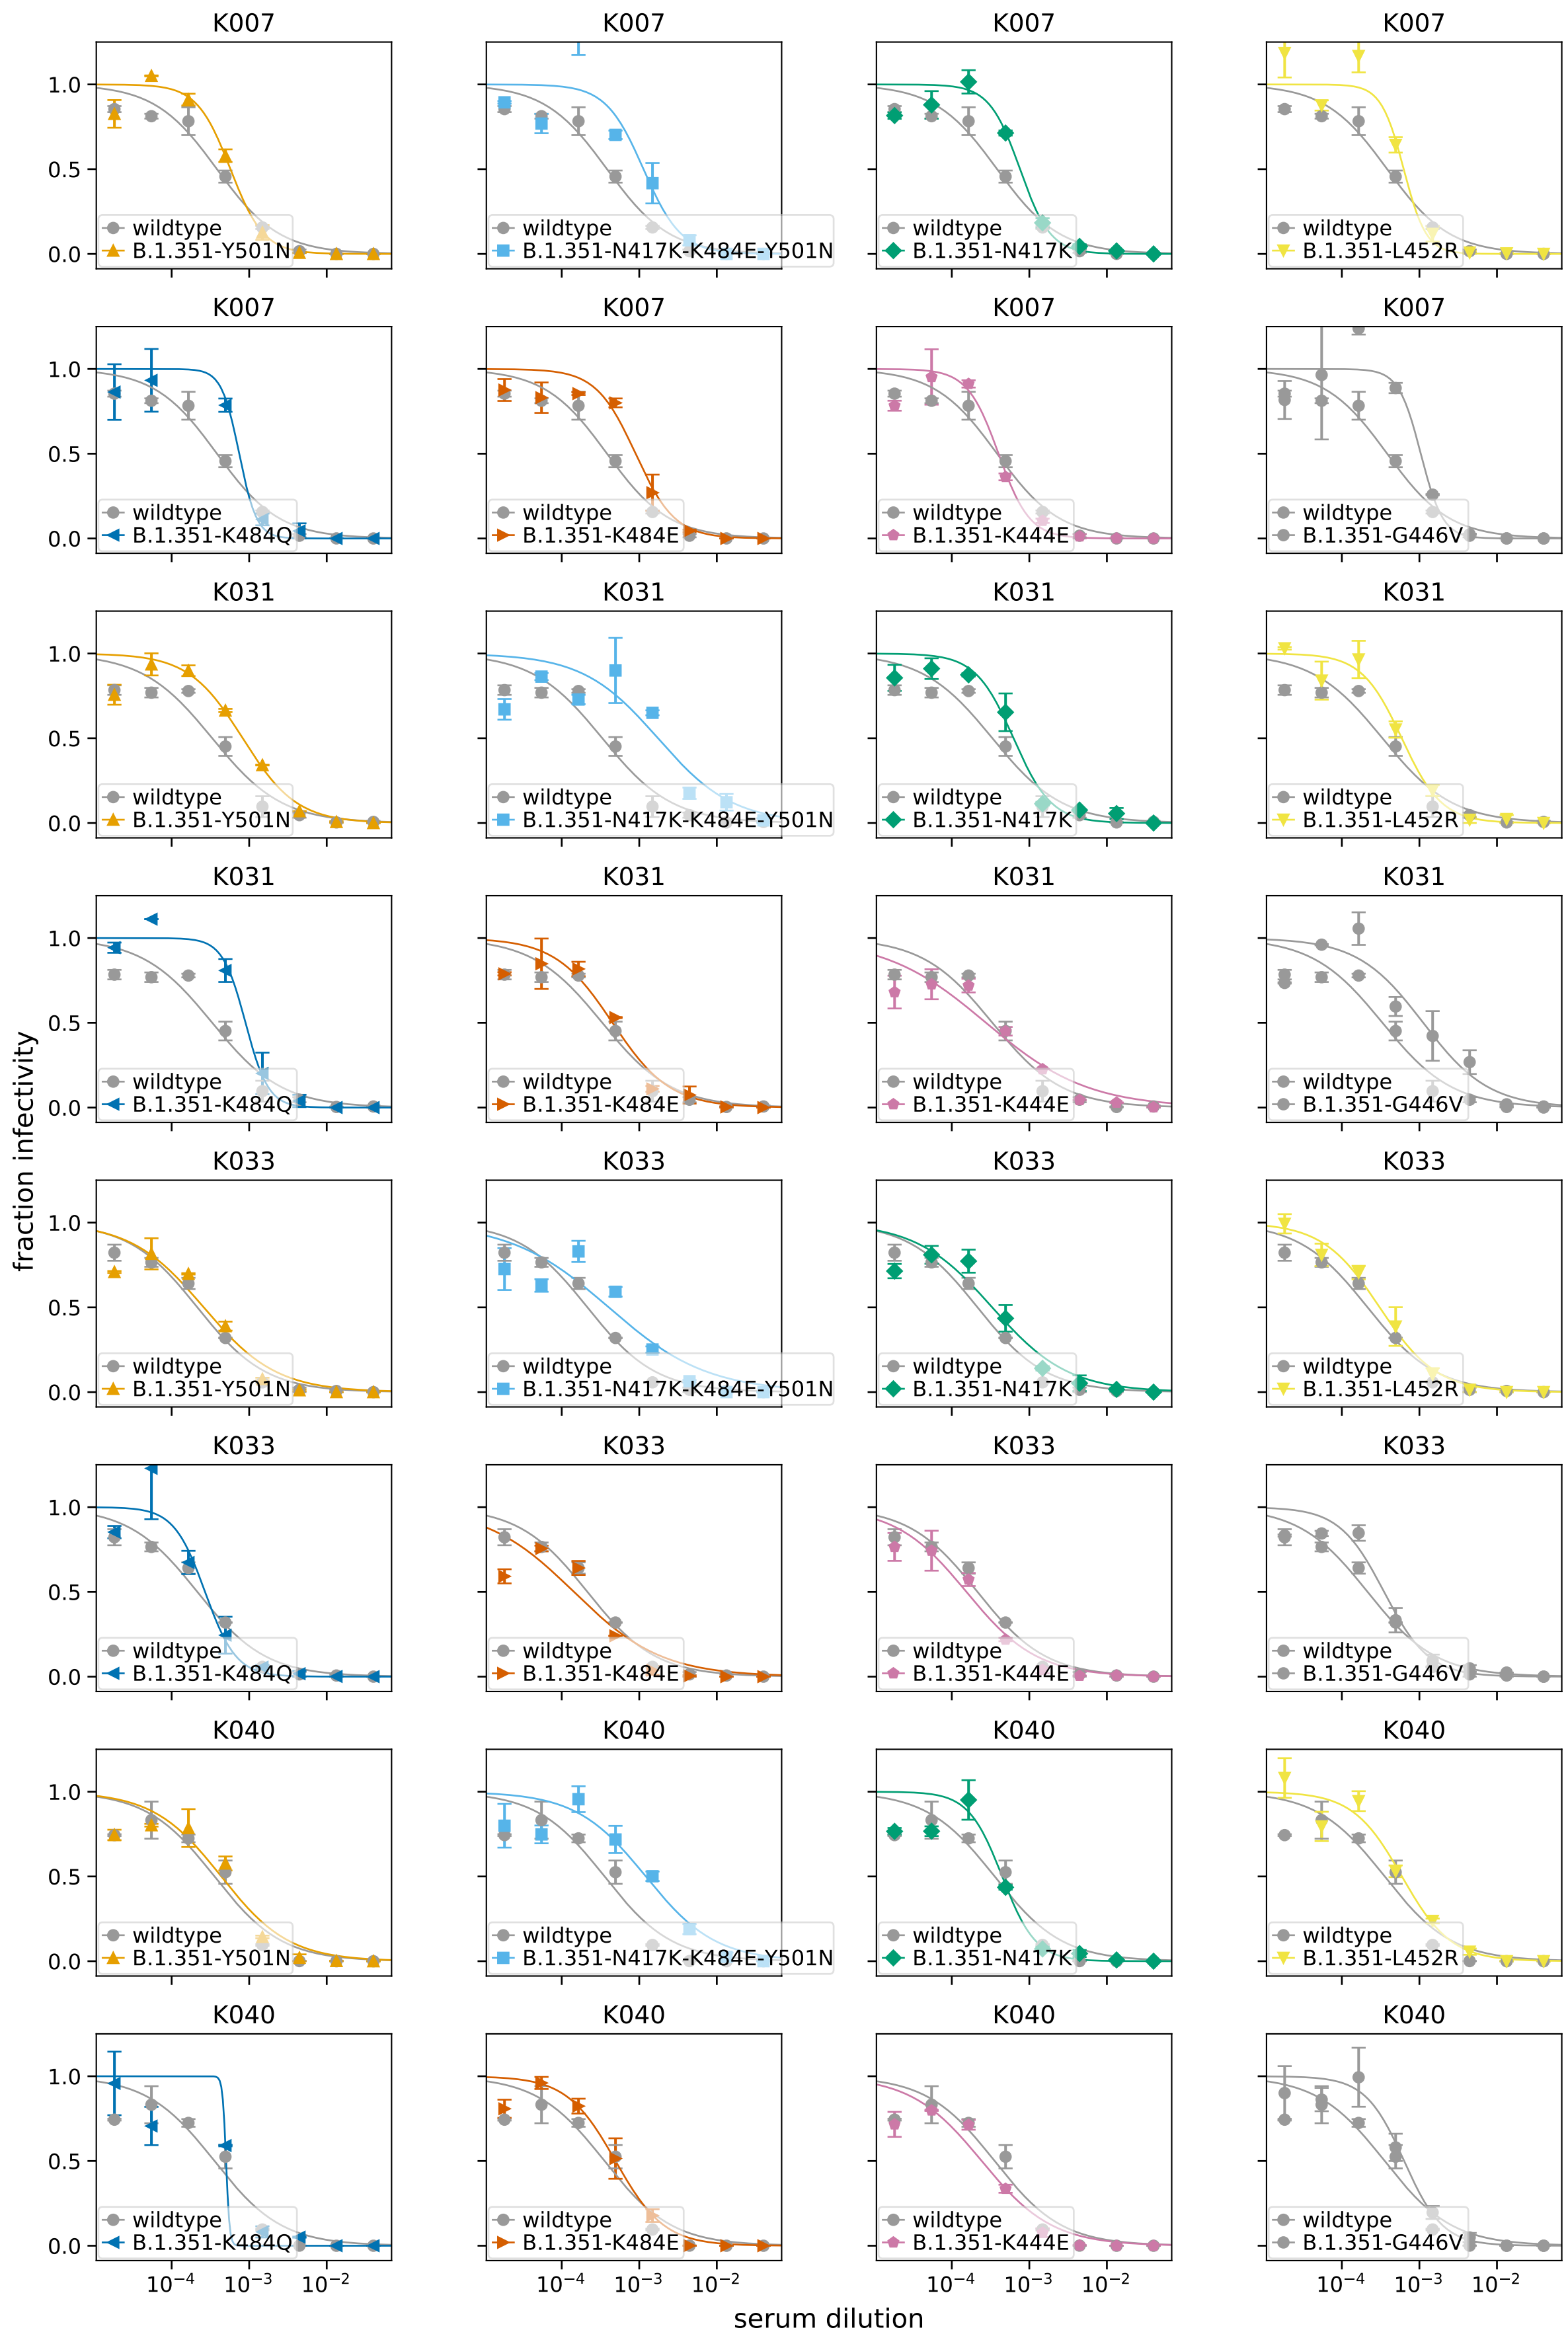 K007 K007 K007 K007
1.0
0.5
wildtype wildtype wildtype wildtype
B.1.351-Y501N B.1.351-N417K-K484E-Y501N B.1.351-N417K B.1.351-L452R
0.0
K007 K007 K007 K007
1.0
0.5
wildtype wildtype wildtype wildtype
B.1.351-K484Q B.1.351-K484E B.1.351-K444E B.1.351-G446V
0.0
K031 K031 K031 K031
1.0
0.5
wildtype wildtype wildtype wildtype
B.1.351-Y501N B.1.351-N417K-K484E-Y501N B.1.351-N417K B.1.351-L452R
0.0
K031 K031 K031 K031
1.0
0.5
wildtype wildtype wildtype wildtype
B.1.351-K484Q B.1.351-K484E B.1.351-K444E B.1.351-G446V
0.0
fraction infectivity
K033 K033 K033 K033
1.0
0.5
wildtype wildtype wildtype wildtype
B.1.351-Y501N B.1.351-N417K-K484E-Y501N B.1.351-N417K B.1.351-L452R
0.0
K033 K033 K033 K033
1.0
0.5
wildtype wildtype wildtype wildtype
B.1.351-K484Q B.1.351-K484E B.1.351-K444E B.1.351-G446V
0.0
K040 K040 K040 K040
1.0
0.5
wildtype wildtype wildtype wildtype
B.1.351-Y501N B.1.351-N417K-K484E-Y501N B.1.351-N417K B.1.351-L452R
0.0
K040 K040 K040 K040
1.0
0.5
wildtype wildtype wildtype wildtype
B.1.351-K484Q B.1.351-K484E B.1.351-K444E B.1.351-G446V
0.0
10⁻⁴ 10⁻³ 10⁻² 10⁻⁴ 10⁻³ 10⁻² 10⁻⁴ 10⁻³ 10⁻² 10⁻⁴ 10⁻³ 10⁻²
serum dilution